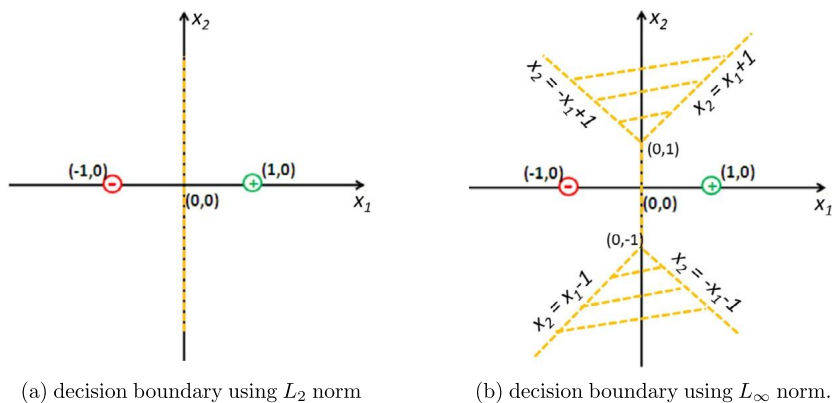 x₂
(-1,0)
-
+
(1,0)
(0,0)
x₁
(a) decision boundary using L₂ norm
x₂
x₂ = -x₁+1
x₂ = x₁+1
(0,1)
(-1,0)
-
+
(1,0)
(0,0)
x₁
(0,-1)
x₂ = x₁-1
x₂ = -x₁-1
(b) decision boundary using L∞ norm.